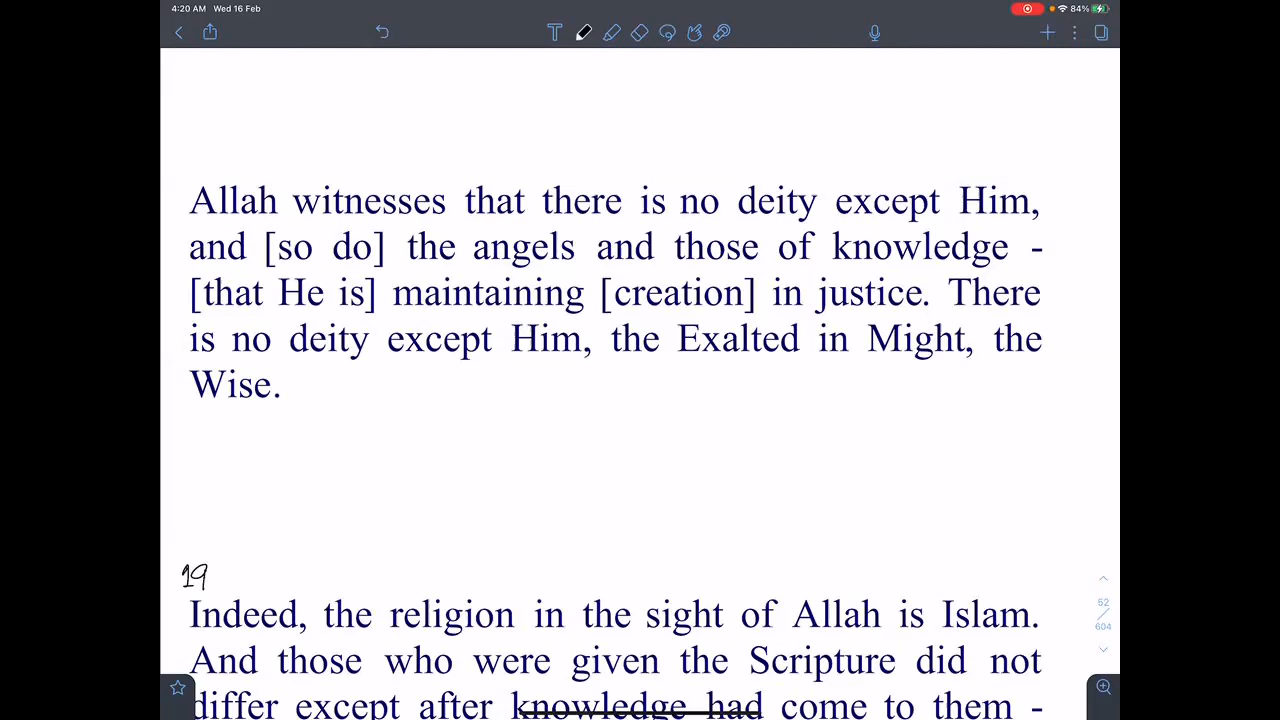 4:20 AM Wed 16 Feb
84%
T
Allah witnesses that there is no deity except Him,
and [so do] the angels and those of knowledge -
[that He is] maintaining [creation] in justice. There
is no deity except Him, the Exalted in Might, the
Wise.
19
Indeed, the religion in the sight of Allah is Islam.
And those who were given the Scripture did not
differ except after knowledge had come to them -
52
604